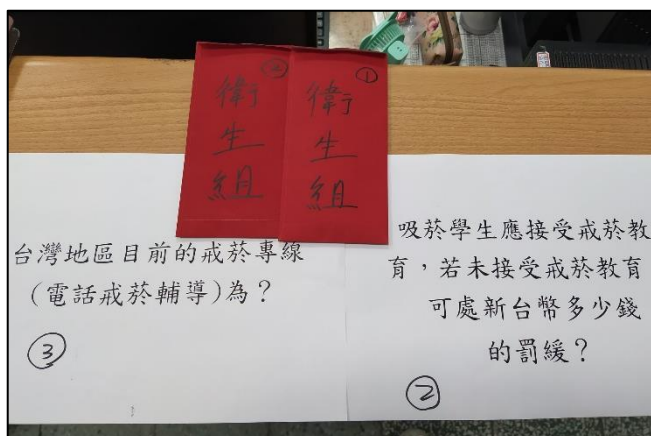 衛
生
組
①
衛
生
組
台灣地區目前的戒菸專線
(電話戒菸輔導)為？
③
吸菸學生應接受戒菸教
育，若未接受戒菸教育
可處新台幣多少錢
的罰緩？
②